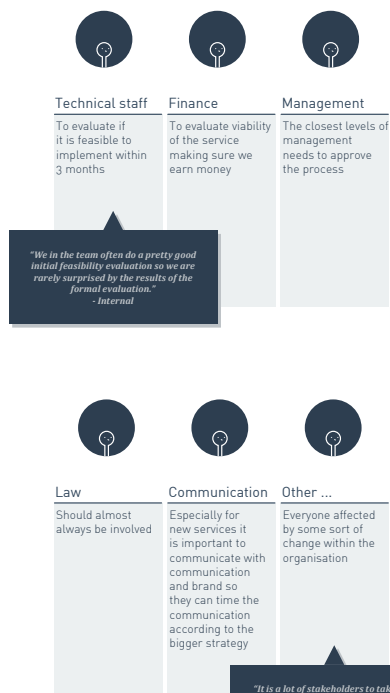 Technical staff
To evaluate if
it is feasible to
implement within
3 months
Finance
To evaluate viability
of the service
making sure we
earn money
Management
The closest levels of
management
needs to approve
the process
"We in the team often do a pretty good
initial feasibility evaluation so we are
rarely surprised by the results of the
formal evaluation."
- Internal
Law
Should almost
always be involved
Communication
Especially for
new services it
is important to
communicate with
communication
and brand so
they can time the
communication
according to the
bigger strategy
Other ...
Everyone affected
by some sort of
change within the
organisation
"It is a lot of stakeholders to